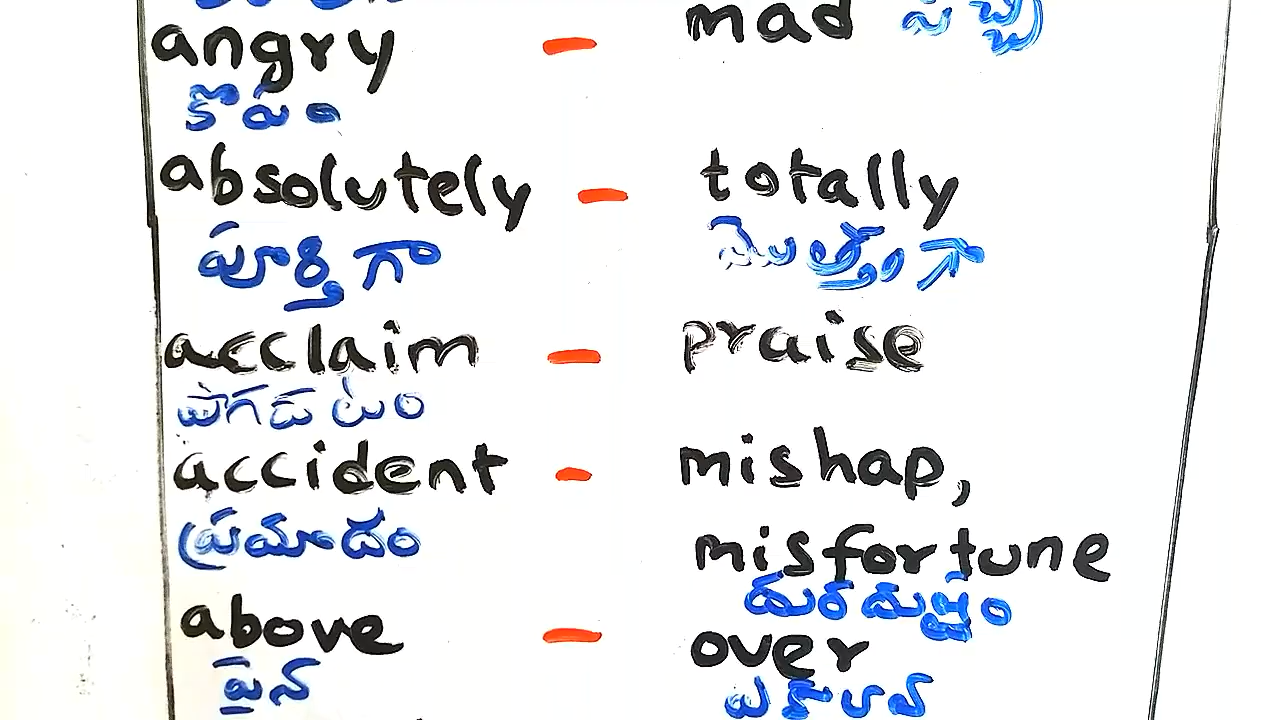 angry - mad పిచ్చి
కోపం
absolutely - totally
పూర్తిగా మొత్తంగా
acclaim - praise
పొగడటం
accident - mishap,
ప్రమాదం misfortune
దురదృష్టం
above - over
పైన